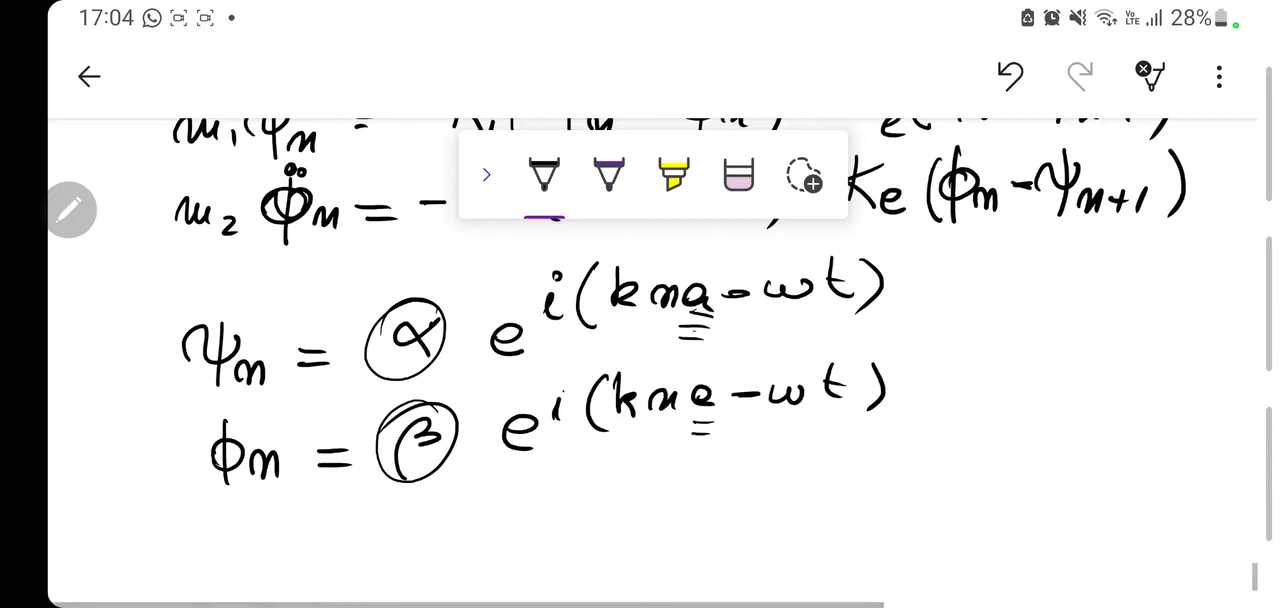 17:04 28%
m₂ φ̈ₙ = - Ke (φₙ - ψₙ₊₁)
ψₙ = α e^{i(kna - ωt)}
φₙ = β e^{i(kna - ωt)}